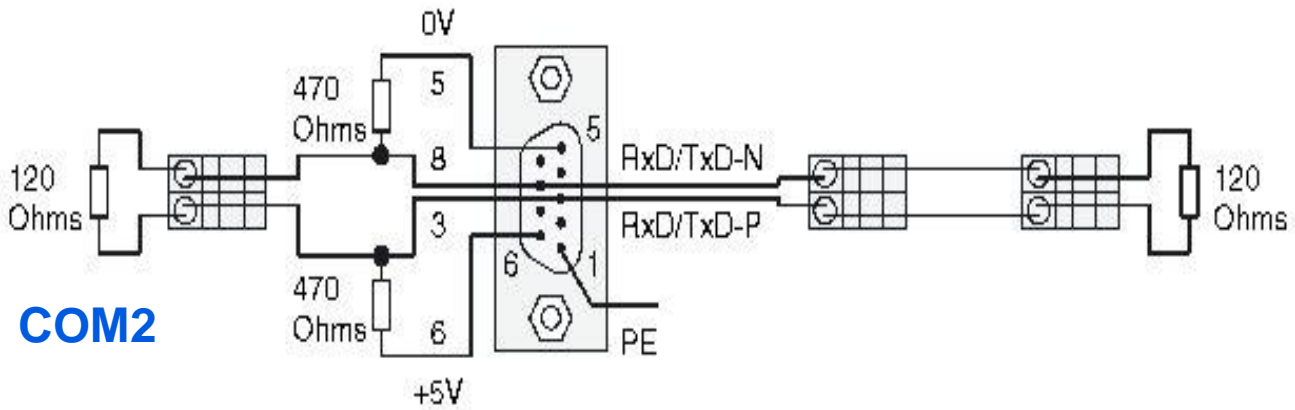 0V
470
Ohms
5
5
120
Ohms
8
RxD/TxD-N
120
Ohms
3
RxD/TxD-P
6
1
470
Ohms
6
PE
COM2
+5V